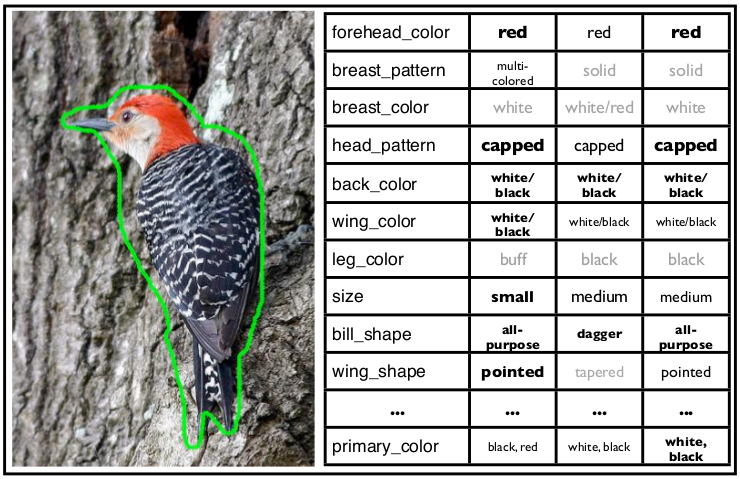 forehead_color red red red
breast_pattern multi-colored solid solid
breast_color white white/red white
head_pattern capped capped capped
back_color white/black white/black white/black
wing_color white/black white/black white/black
leg_color buff black black
size small medium medium
bill_shape all-purpose dagger all-purpose
wing_shape pointed tapered pointed
... ... ... ...
primary_color black, red white, black white, black